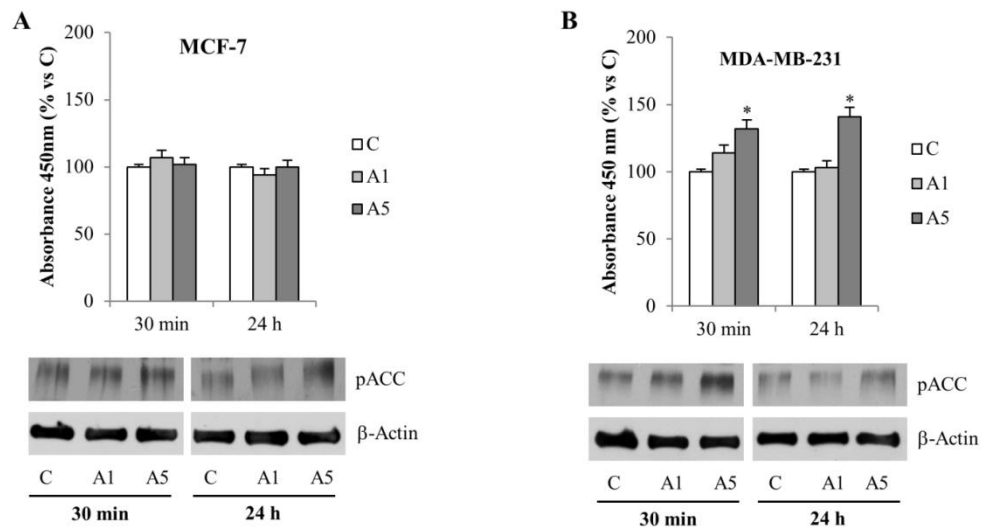 A
MCF-7
Absorbance 450nm (% vs C)
200
150
100
50
0
C
A1
A5
30 min
24 h
pACC
β-Actin
C A1 A5 C A1 A5
30 min 24 h
B
MDA-MB-231
Absorbance 450 nm (% vs C)
200
150
100
50
0
*
*
C
A1
A5
30 min
24 h
pACC
β-Actin
C A1 A5 C A1 A5
30 min 24 h